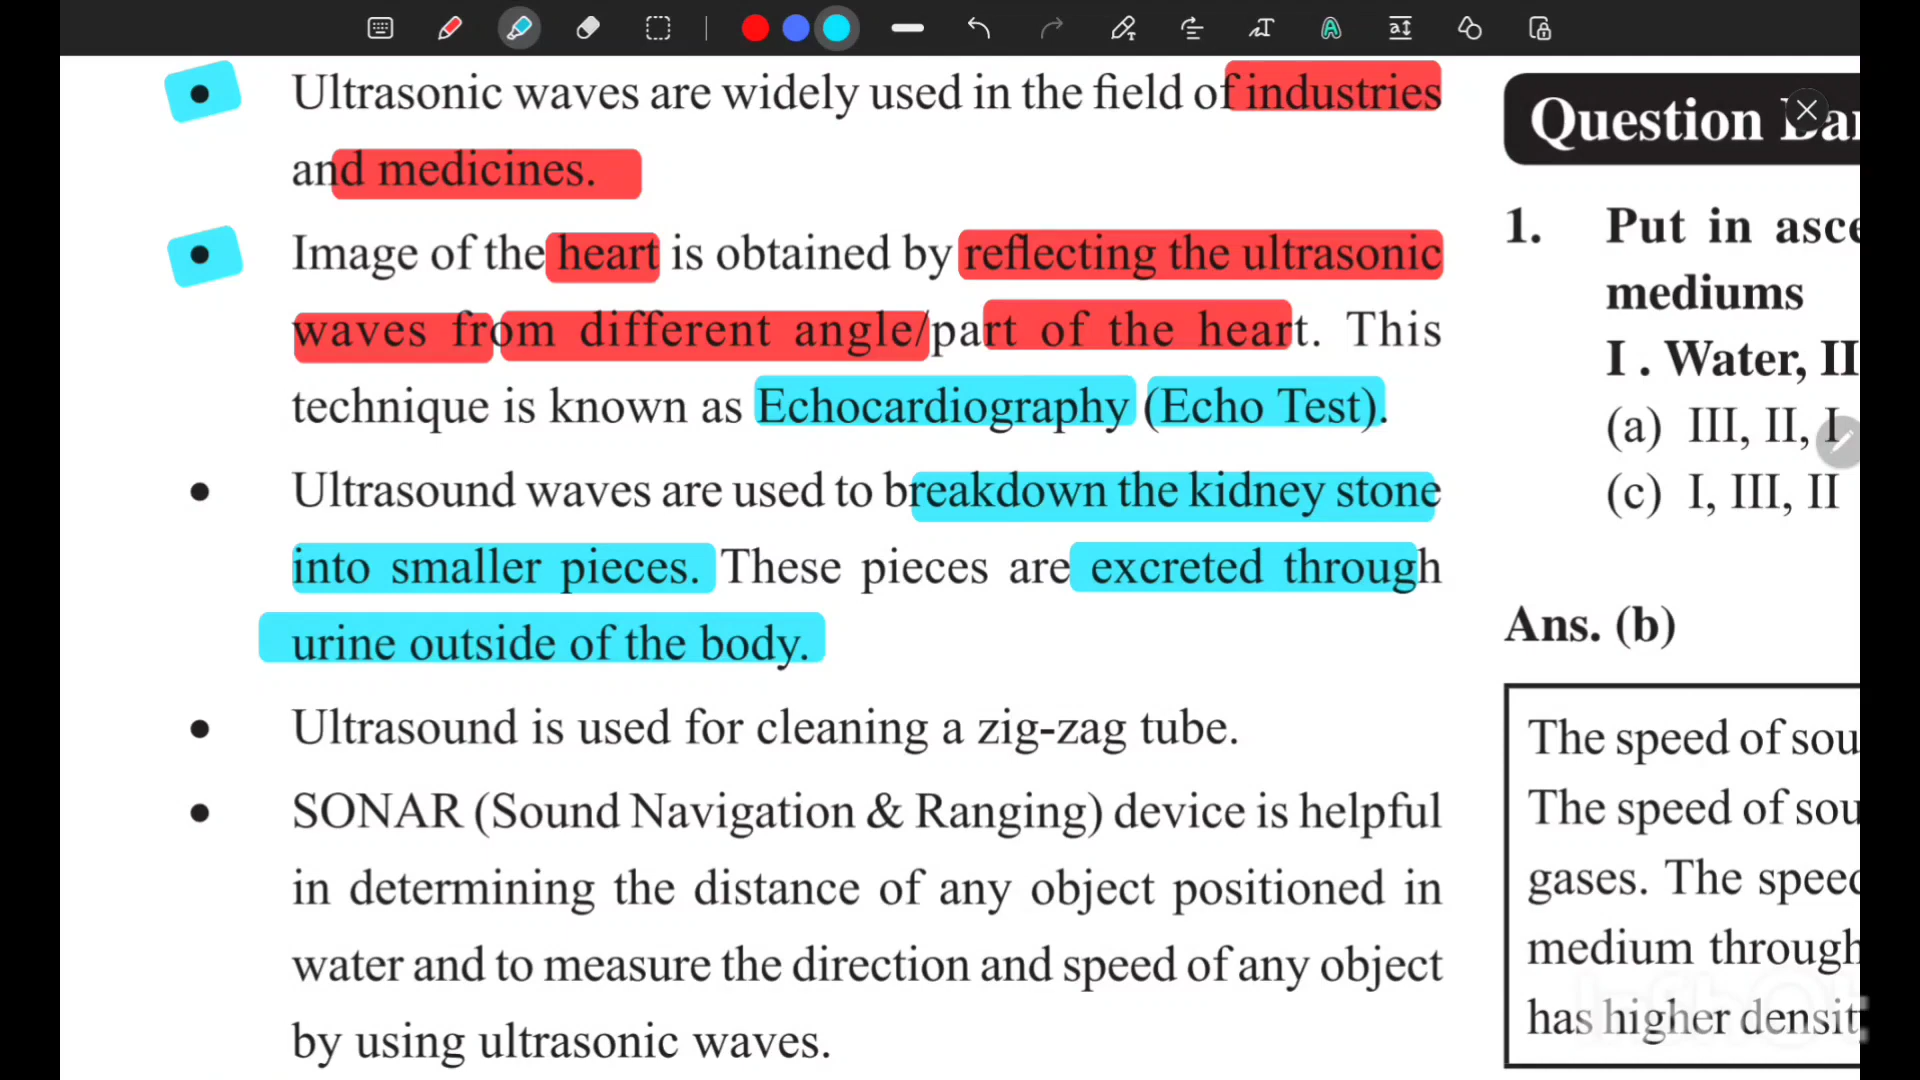 • Ultrasonic waves are widely used in the field of industries
and medicines.
• Image of the heart is obtained by reflecting the ultrasonic
waves from different angle/part of the heart. This
technique is known as Echocardiography (Echo Test).
• Ultrasound waves are used to breakdown the kidney stone
into smaller pieces. These pieces are excreted through
urine outside of the body.
• Ultrasound is used for cleaning a zig-zag tube.
• SONAR (Sound Navigation & Ranging) device is helpful
in determining the distance of any object positioned in
water and to measure the direction and speed of any object
by using ultrasonic waves.
Question
1. Put in asce
mediums
I . Water, II
(a) III, II, I
(c) I, III, II
Ans. (b)
The speed of sou
The speed of sou
gases. The speed
medium through
has higher densit